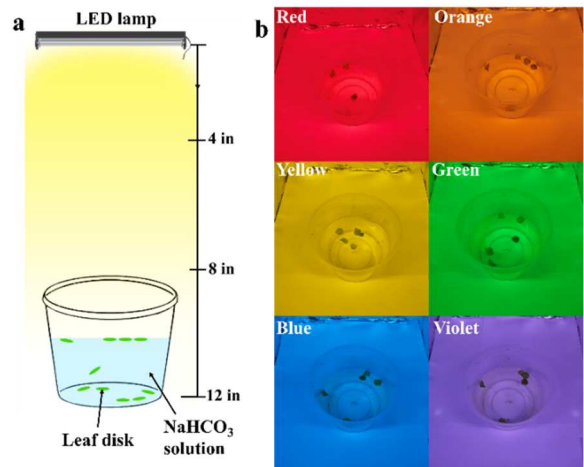 a
LED lamp
4 in
8 in
12 in
NaHCO₃
solution
Leaf disk
b
Red
Orange
Yellow
Green
Blue
Violet